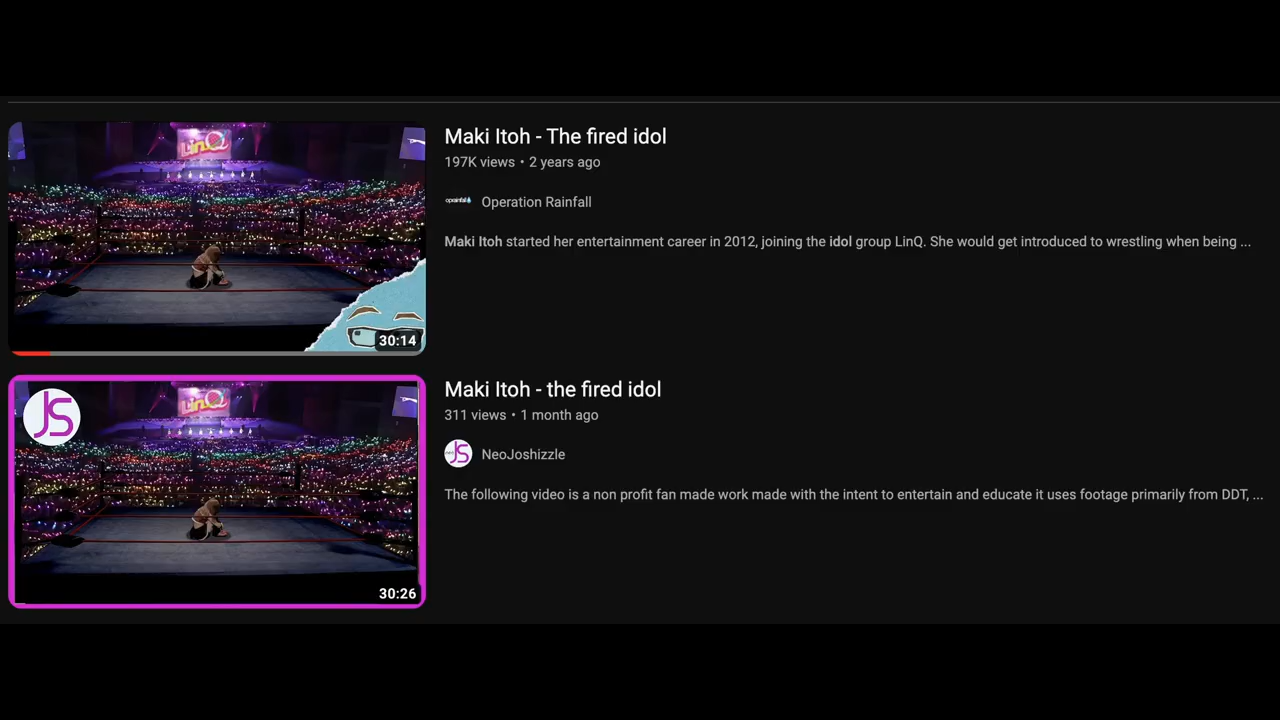 LinQ
30:14
Maki Itoh - The fired idol
197K views • 2 years ago
oprainfall
Operation Rainfall
Maki Itoh started her entertainment career in 2012, joining the idol group LinQ. She would get introduced to wrestling when being ...
JS
LinQ
30:26
Maki Itoh - the fired idol
311 views • 1 month ago
JS
NeoJoshizzle
The following video is a non profit fan made work made with the intent to entertain and educate it uses footage primarily from DDT, ...